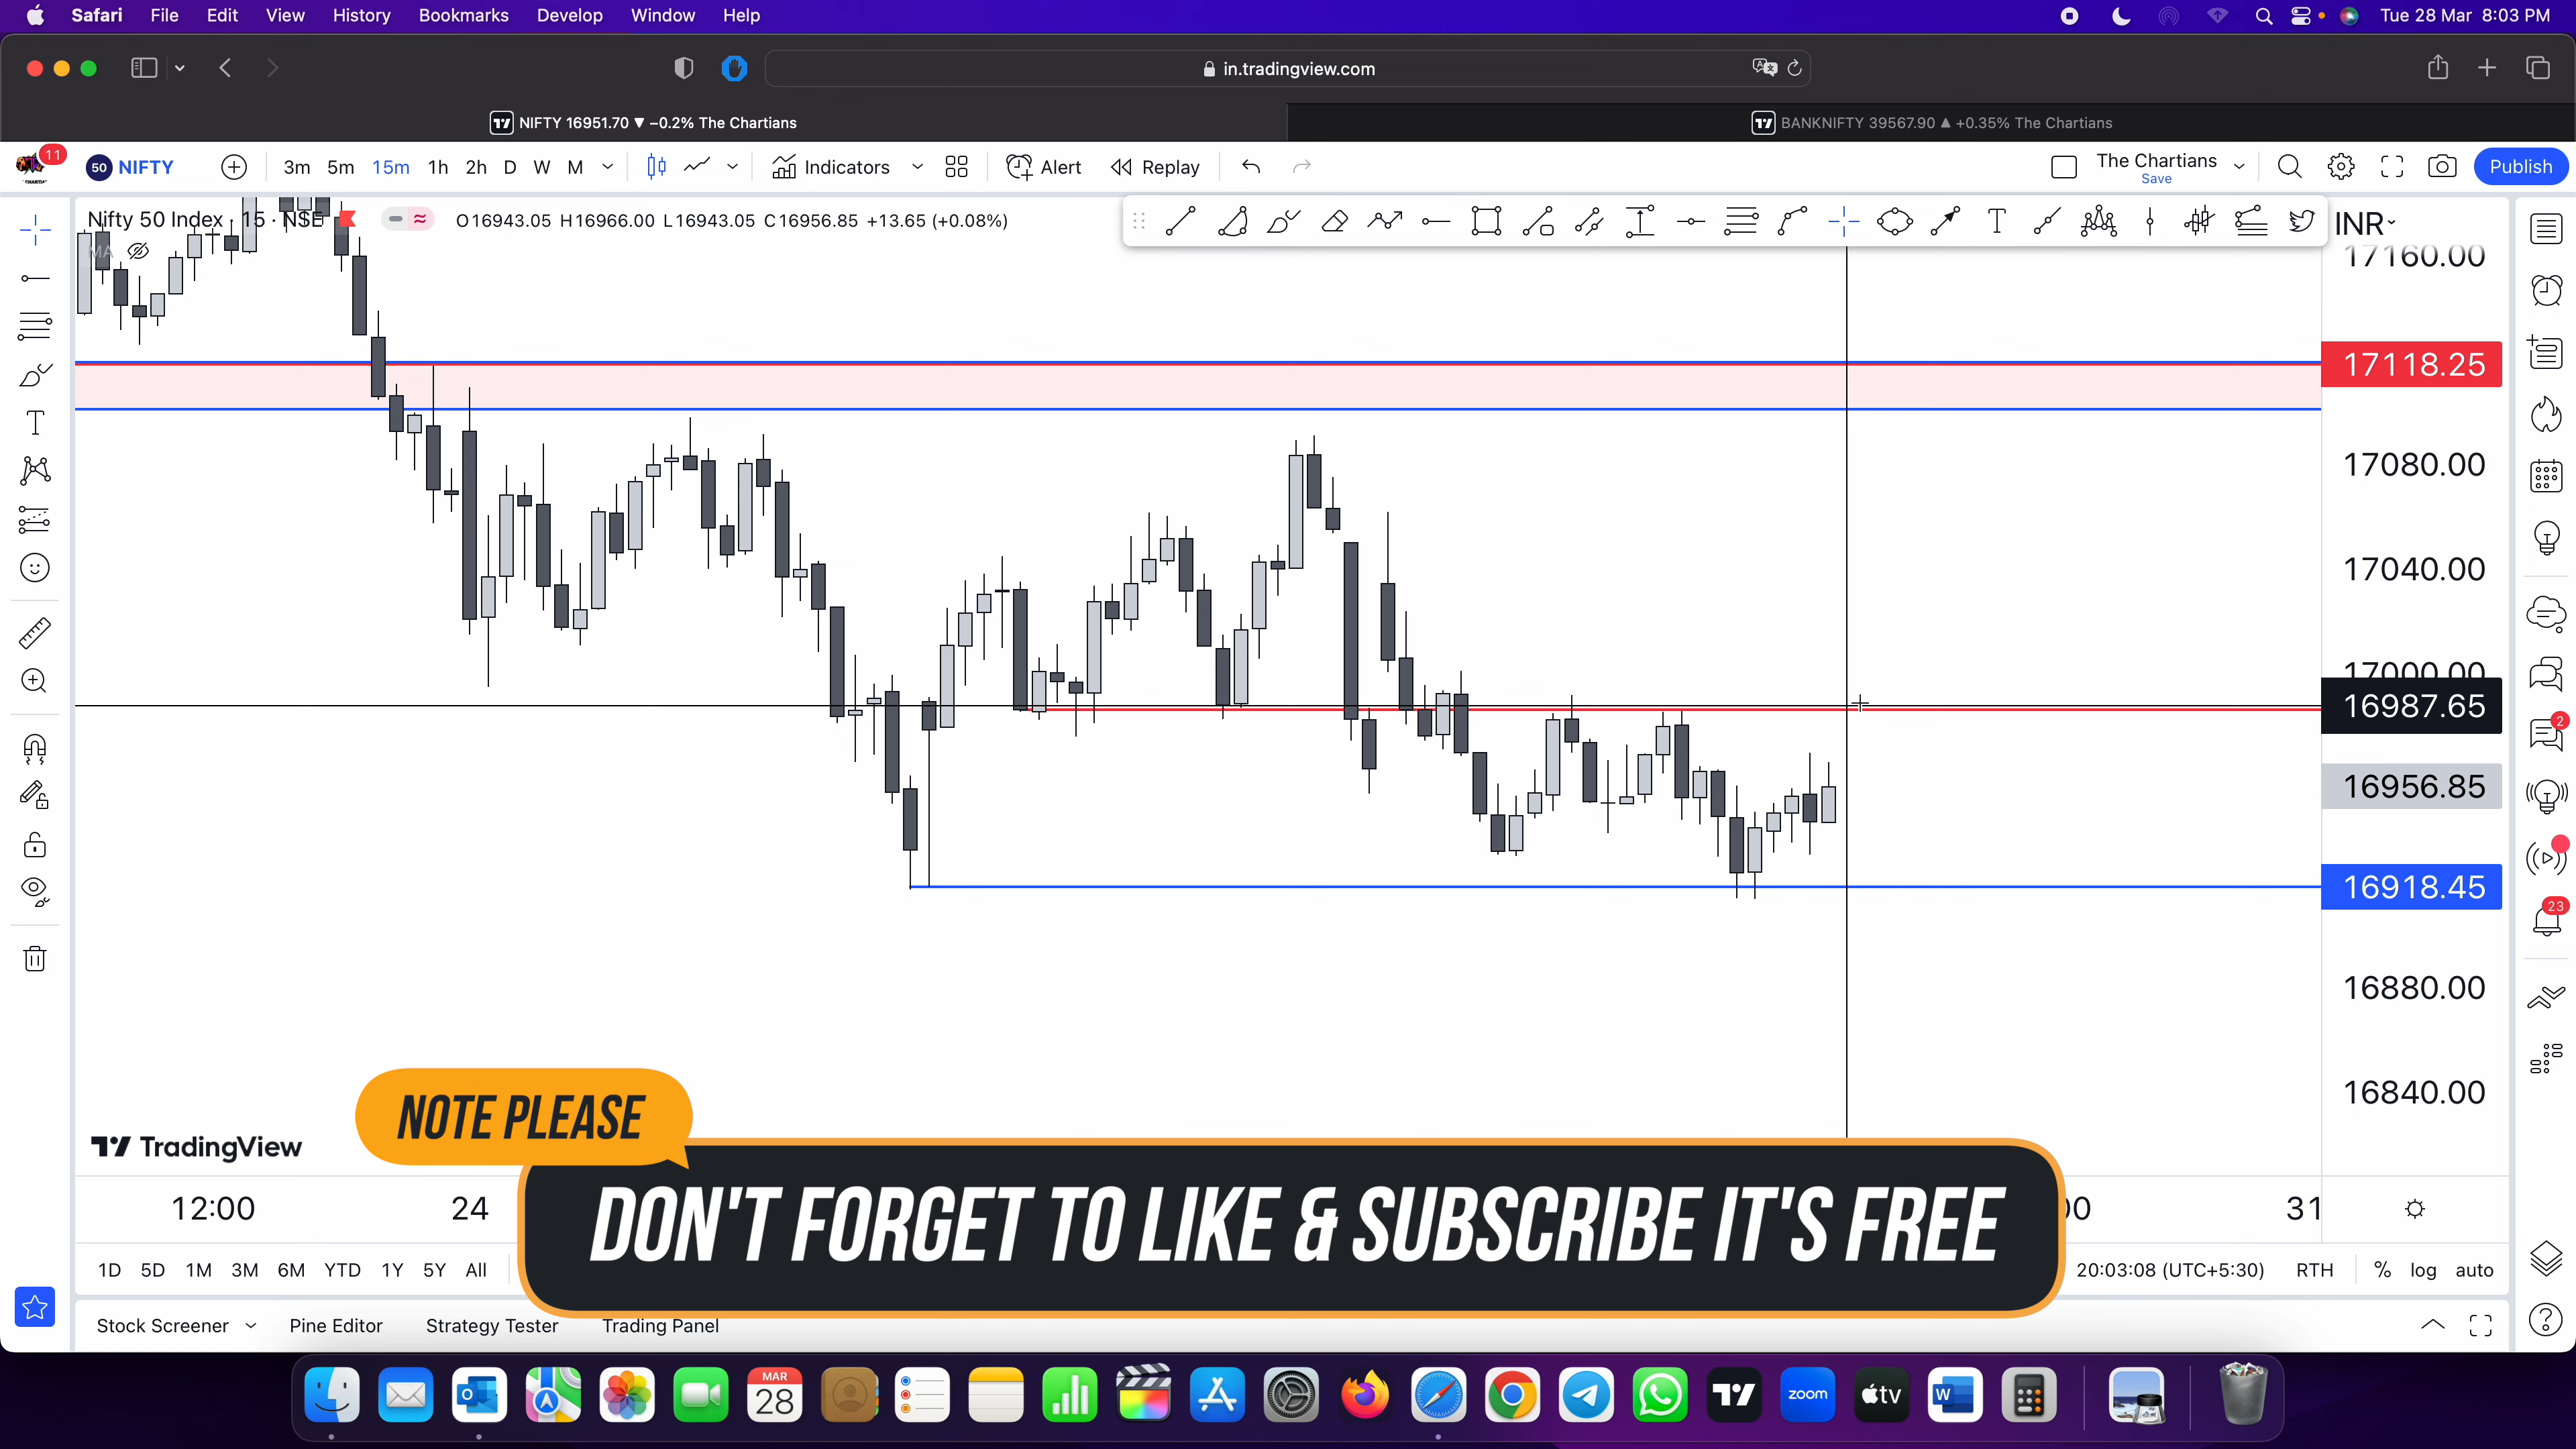 Safari File Edit View History Bookmarks Develop Window Help Tue 28 Mar 8:03 PM
in.tradingview.com
NIFTY 16951.70 ▼ −0.2% The Chartians
BANKNIFTY 39567.90 ▲ +0.35% The Chartians
11
50 NIFTY 3m 5m 15m 1h 2h D W M Indicators Alert Replay The Chartians Save Publish
Nifty 50 Index · 15 · NSE O16943.05 H16966.00 L16943.05 C16956.85 +13.65 (+0.08%)
INR
MA
17160.00
17118.25
17080.00
17040.00
17000.00
16987.65
16956.85
16918.45
16880.00
16840.00
2
23
NOTE PLEASE
TradingView
DON'T FORGET TO LIKE & SUBSCRIBE IT'S FREE
12:00 24 31
1D 5D 1M 3M 6M YTD 1Y 5Y All 20:03:08 (UTC+5:30) RTH % log auto
Stock Screener Pine Editor Strategy Tester Trading Panel
MAR
28
zoom
tv
W